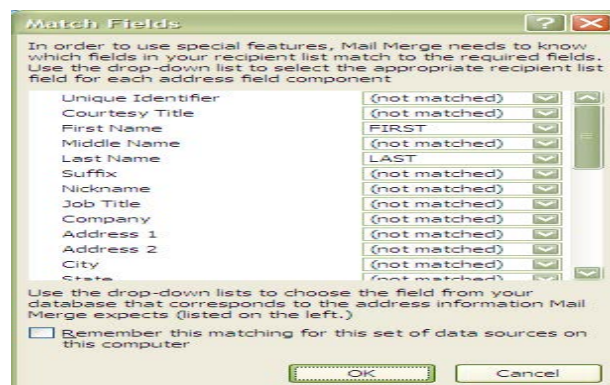 Match Fields
In order to use special features, Mail Merge needs to know
which fields in your recipient list match to the required fields.
Use the drop-down list to select the appropriate recipient list
field for each address field component
Unique Identifier (not matched)
Courtesy Title (not matched)
First Name FIRST
Middle Name (not matched)
Last Name LAST
Suffix (not matched)
Nickname (not matched)
Job Title (not matched)
Company (not matched)
Address 1 (not matched)
Address 2 (not matched)
City (not matched)
State (not matched)
Use the drop-down lists to choose the field from your
database that corresponds to the address information Mail
Merge expects (listed on the left.)
Remember this matching for this set of data sources on
this computer
OK Cancel